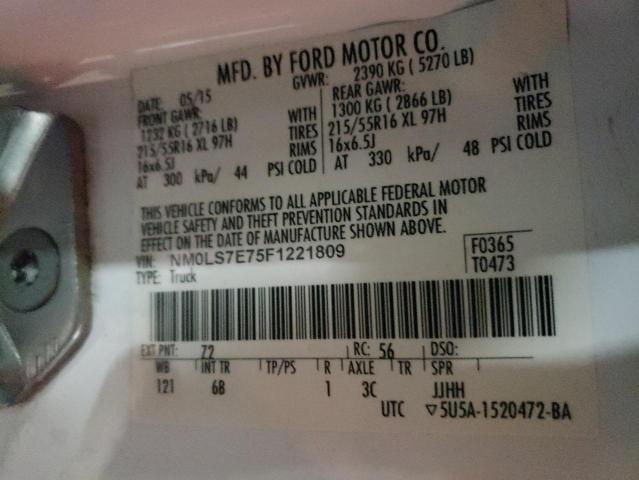 MFD. BY FORD MOTOR CO.
DATE: 05/15 GVWR: 2390 KG ( 5270 LB)
FRONT GAWR: REAR GAWR:
1232 KG ( 2716 LB) WITH 1300 KG ( 2866 LB) WITH
215/55R16 XL 97H TIRES 215/55R16 XL 97H TIRES
16x6.5J RIMS 16x6.5J RIMS
AT 300 kPa/ 44 PSI COLD AT 330 kPa/ 48 PSI COLD
THIS VEHICLE CONFORMS TO ALL APPLICABLE FEDERAL MOTOR
VEHICLE SAFETY AND THEFT PREVENTION STANDARDS IN
EFFECT ON THE DATE OF MANUFACTURE SHOWN ABOVE.
VIN: NM0LS7E75F1221809 F0365
TYPE: Truck T0473
EXT PNT: 7Z RC: 56 DSO:
WB INT TR TP/PS R AXLE TR SPR
121 6B 1 3C JJHH
UTC ▽5U5A-1520472-BA